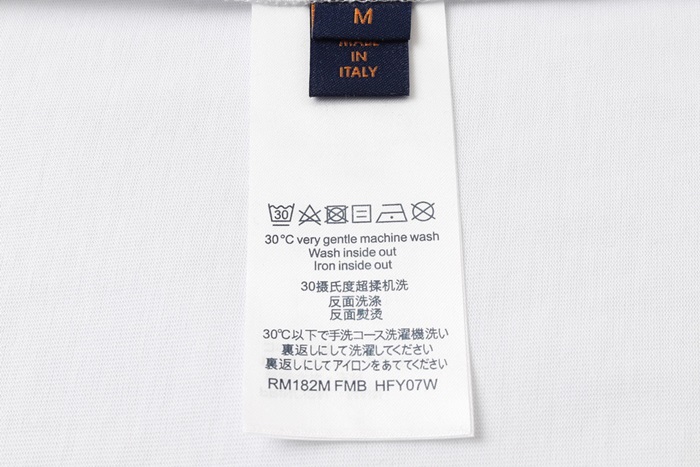 M
MADE
IN
ITALY
30
30°C very gentle machine wash
Wash inside out
Iron inside out
30摄氏度超揉机洗
反面洗涤
反面熨烫
30℃以下で手洗コース洗濯機洗い
裏返しにして洗濯してください
裏返しにしてアイロンをあててください
RM182M FMB HFY07W